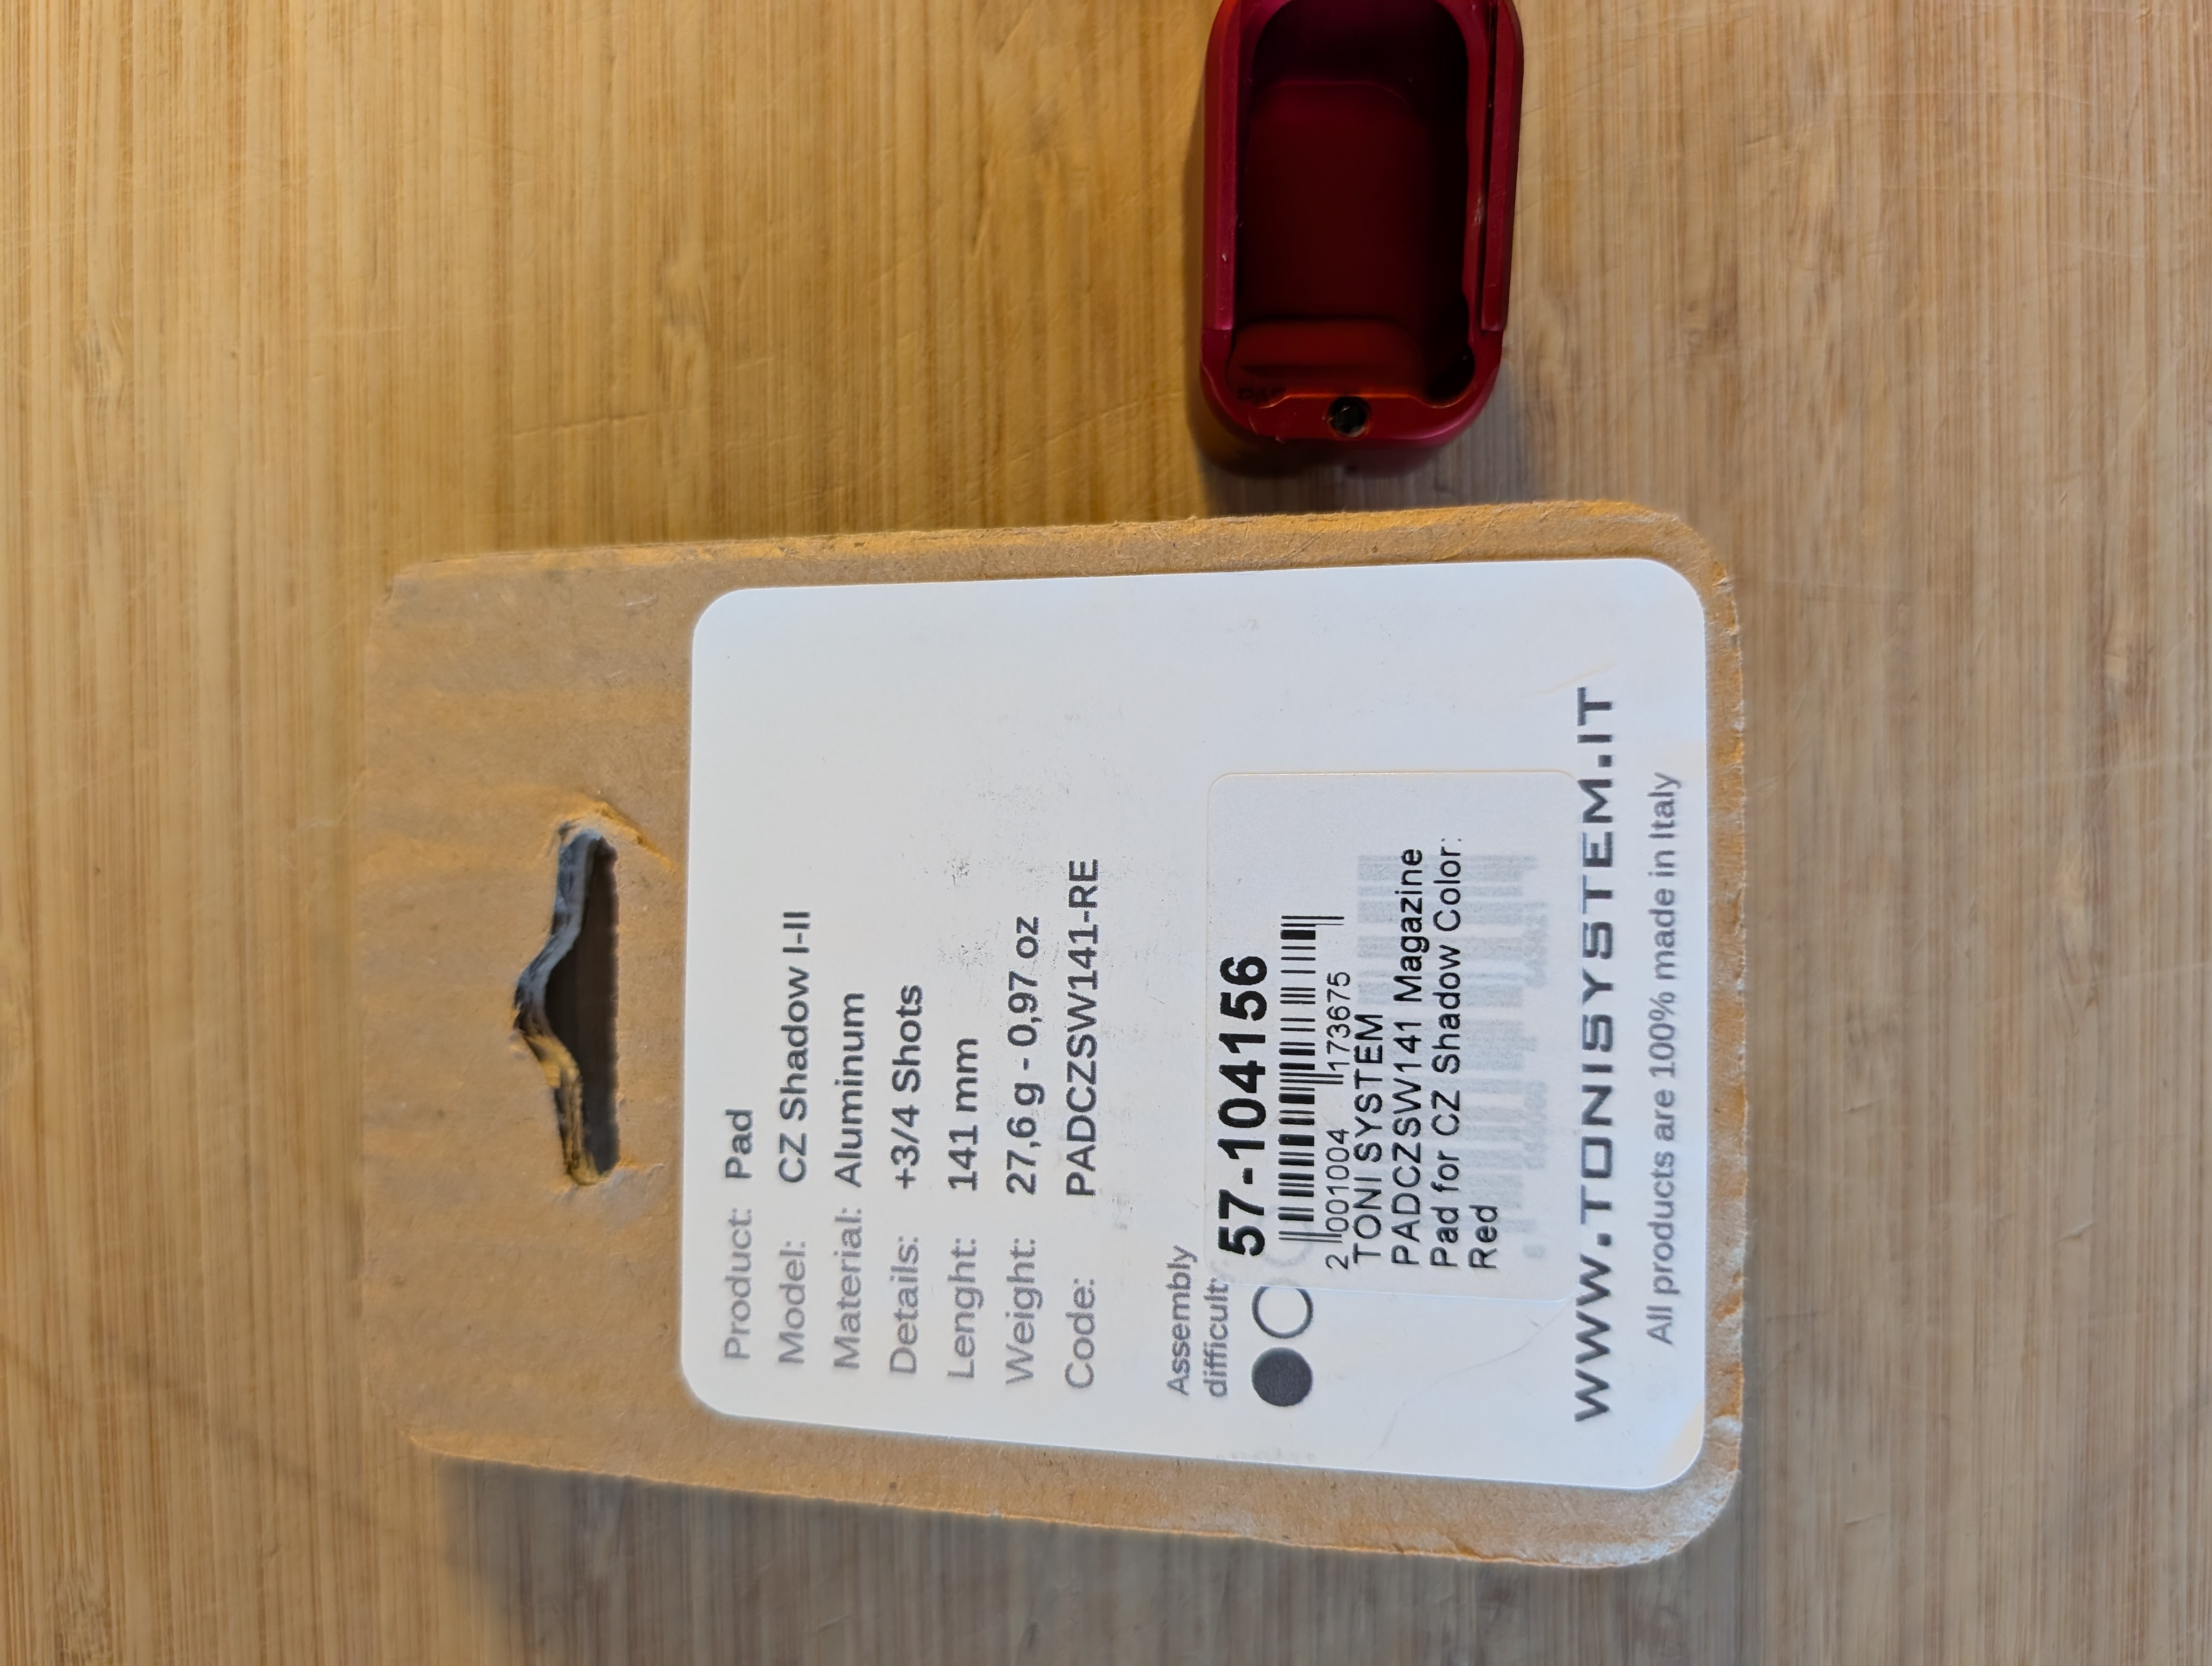 Product: Pad
Model: CZ Shadow I-II
Material: Aluminum
Details: +3/4 Shots
Lenght: 141 mm
Weight: 27,6 g - 0,97 oz
Code: PADCZSW141-RE
Assembly
difficult
57-104156
2 001004 173675
TONI SYSTEM
PADCZSW141 Magazine
Pad for CZ Shadow Color:
Red
WWW.TONISYSTEM.IT
All products are 100% made in Italy